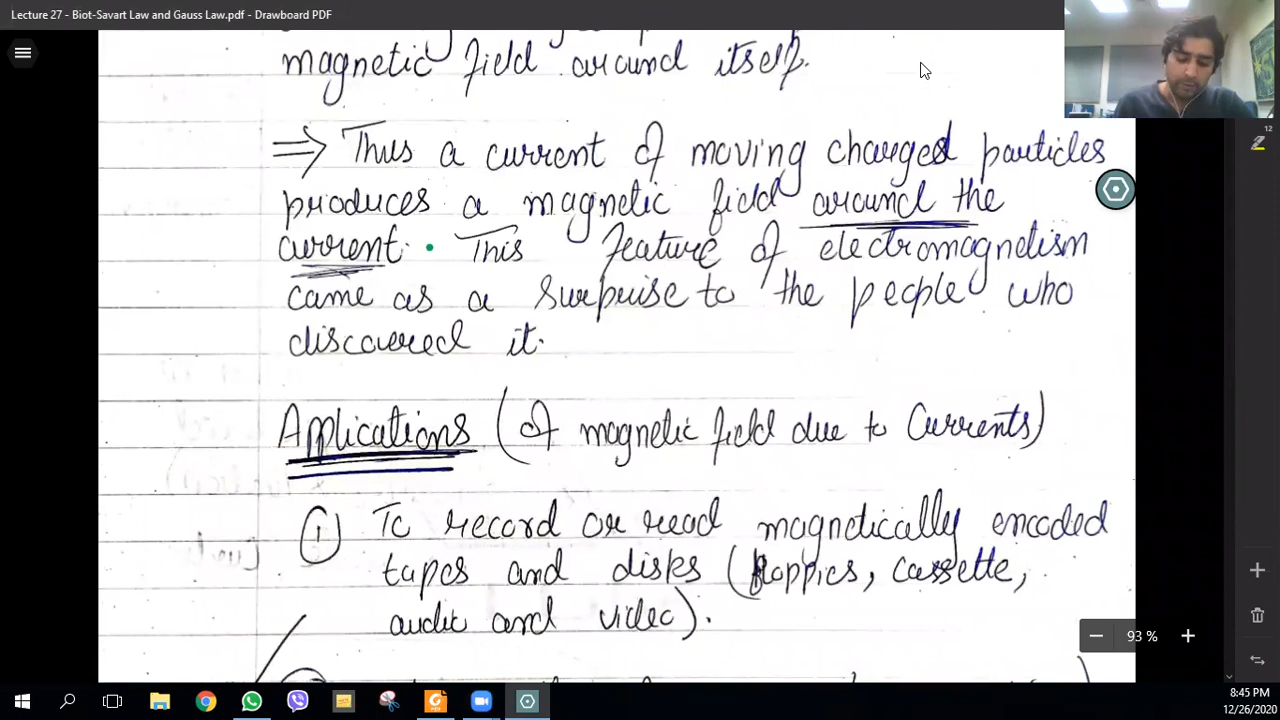 Lecture 27 - Biot-Savart Law and Gauss Law.pdf - Drawboard PDF
magnetic field around itself.
⇒ Thus a current of moving charged particles
produces a magnetic field around the
current. This feature of electromagnetism
came as a surprise to the people who
discovered it.
Applications (Of magnetic field due to Currents)
① To record or read magnetically encoded
tapes and disks (floppies, cassette,
audio and video).
12
93 %
8:45 PM
12/26/2020